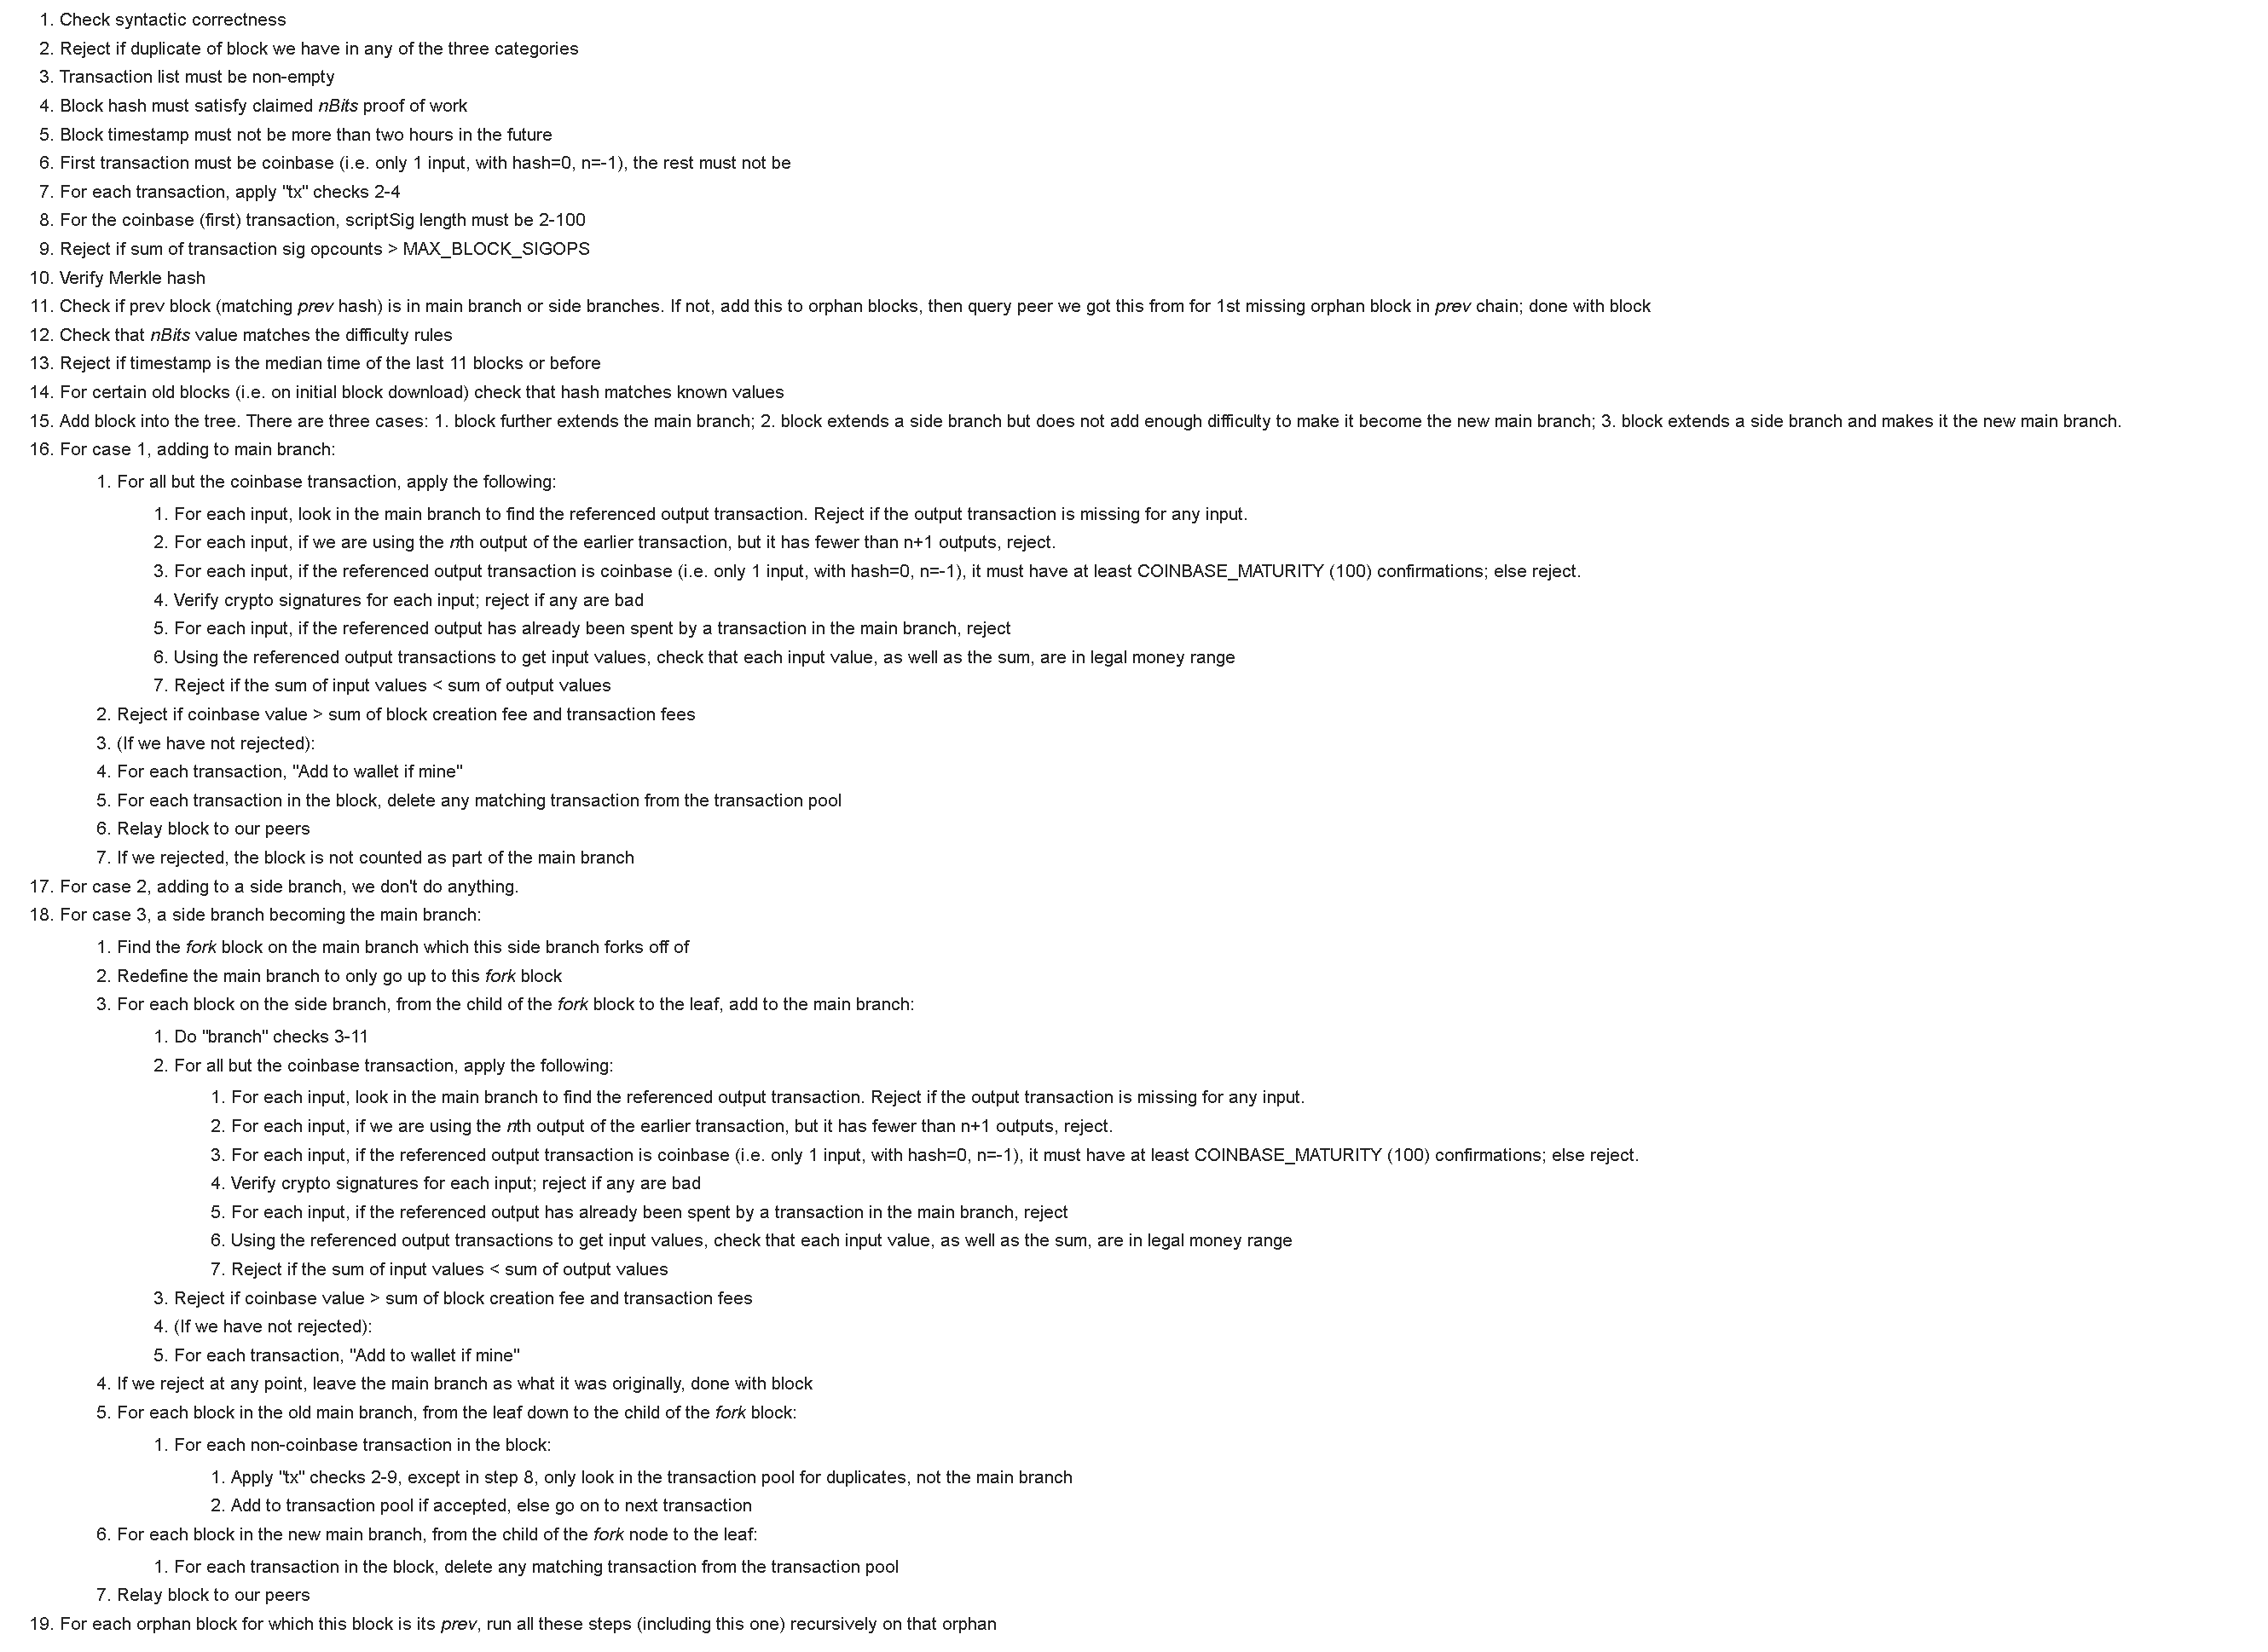 1. Check syntactic correctness
2. Reject if duplicate of block we have in any of the three categories
3. Transaction list must be non-empty
4. Block hash must satisfy claimed nBits proof of work
5. Block timestamp must not be more than two hours in the future
6. First transaction must be coinbase (i.e. only 1 input, with hash=0, n=-1), the rest must not be
7. For each transaction, apply "tx" checks 2-4
8. For the coinbase (first) transaction, scriptSig length must be 2-100
9. Reject if sum of transaction sig opcounts > MAX_BLOCK_SIGOPS
10. Verify Merkle hash
11. Check if prev block (matching prev hash) is in main branch or side branches. If not, add this to orphan blocks, then query peer we got this from for 1st missing orphan block in prev chain; done with block
12. Check that nBits value matches the difficulty rules
13. Reject if timestamp is the median time of the last 11 blocks or before
14. For certain old blocks (i.e. on initial block download) check that hash matches known values
15. Add block into the tree. There are three cases: 1. block further extends the main branch; 2. block extends a side branch but does not add enough difficulty to make it become the new main branch; 3. block extends a side branch and makes it the new main branch.
16. For case 1, adding to main branch:
1. For all but the coinbase transaction, apply the following:
1. For each input, look in the main branch to find the referenced output transaction. Reject if the output transaction is missing for any input.
2. For each input, if we are using the nth output of the earlier transaction, but it has fewer than n+1 outputs, reject.
3. For each input, if the referenced output transaction is coinbase (i.e. only 1 input, with hash=0, n=-1), it must have at least COINBASE_MATURITY (100) confirmations; else reject.
4. Verify crypto signatures for each input; reject if any are bad
5. For each input, if the referenced output has already been spent by a transaction in the main branch, reject
6. Using the referenced output transactions to get input values, check that each input value, as well as the sum, are in legal money range
7. Reject if the sum of input values < sum of output values
2. Reject if coinbase value > sum of block creation fee and transaction fees
3. (If we have not rejected):
4. For each transaction, "Add to wallet if mine"
5. For each transaction in the block, delete any matching transaction from the transaction pool
6. Relay block to our peers
7. If we rejected, the block is not counted as part of the main branch
17. For case 2, adding to a side branch, we don't do anything.
18. For case 3, a side branch becoming the main branch:
1. Find the fork block on the main branch which this side branch forks off of
2. Redefine the main branch to only go up to this fork block
3. For each block on the side branch, from the child of the fork block to the leaf, add to the main branch:
1. Do "branch" checks 3-11
2. For all but the coinbase transaction, apply the following:
1. For each input, look in the main branch to find the referenced output transaction. Reject if the output transaction is missing for any input.
2. For each input, if we are using the nth output of the earlier transaction, but it has fewer than n+1 outputs, reject.
3. For each input, if the referenced output transaction is coinbase (i.e. only 1 input, with hash=0, n=-1), it must have at least COINBASE_MATURITY (100) confirmations; else reject.
4. Verify crypto signatures for each input; reject if any are bad
5. For each input, if the referenced output has already been spent by a transaction in the main branch, reject
6. Using the referenced output transactions to get input values, check that each input value, as well as the sum, are in legal money range
7. Reject if the sum of input values < sum of output values
3. Reject if coinbase value > sum of block creation fee and transaction fees
4. (If we have not rejected):
5. For each transaction, "Add to wallet if mine"
4. If we reject at any point, leave the main branch as what it was originally, done with block
5. For each block in the old main branch, from the leaf down to the child of the fork block:
1. For each non-coinbase transaction in the block:
1. Apply "tx" checks 2-9, except in step 8, only look in the transaction pool for duplicates, not the main branch
2. Add to transaction pool if accepted, else go on to next transaction
6. For each block in the new main branch, from the child of the fork node to the leaf:
1. For each transaction in the block, delete any matching transaction from the transaction pool
7. Relay block to our peers
19. For each orphan block for which this block is its prev, run all these steps (including this one) recursively on that orphan